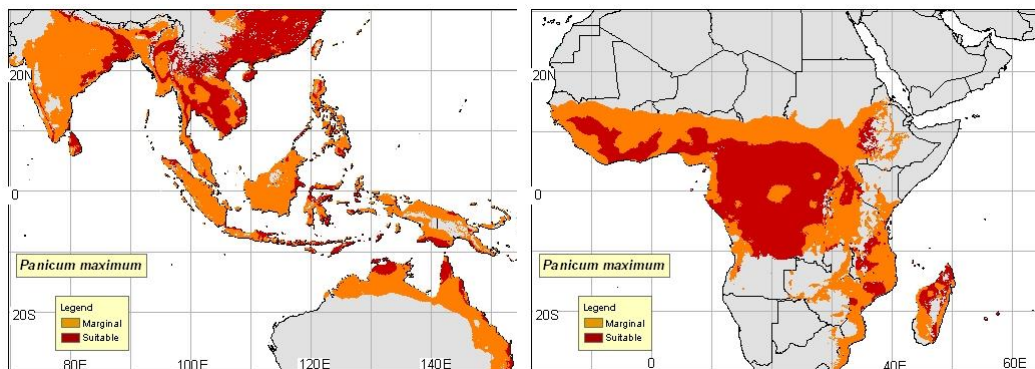 20N
0
Panicum maximum
Legend
Marginal
Suitable
20S
80E
100E
120E
140E
20N
0
Panicum maximum
Legend
Marginal
Suitable
20S
0
40E
60E